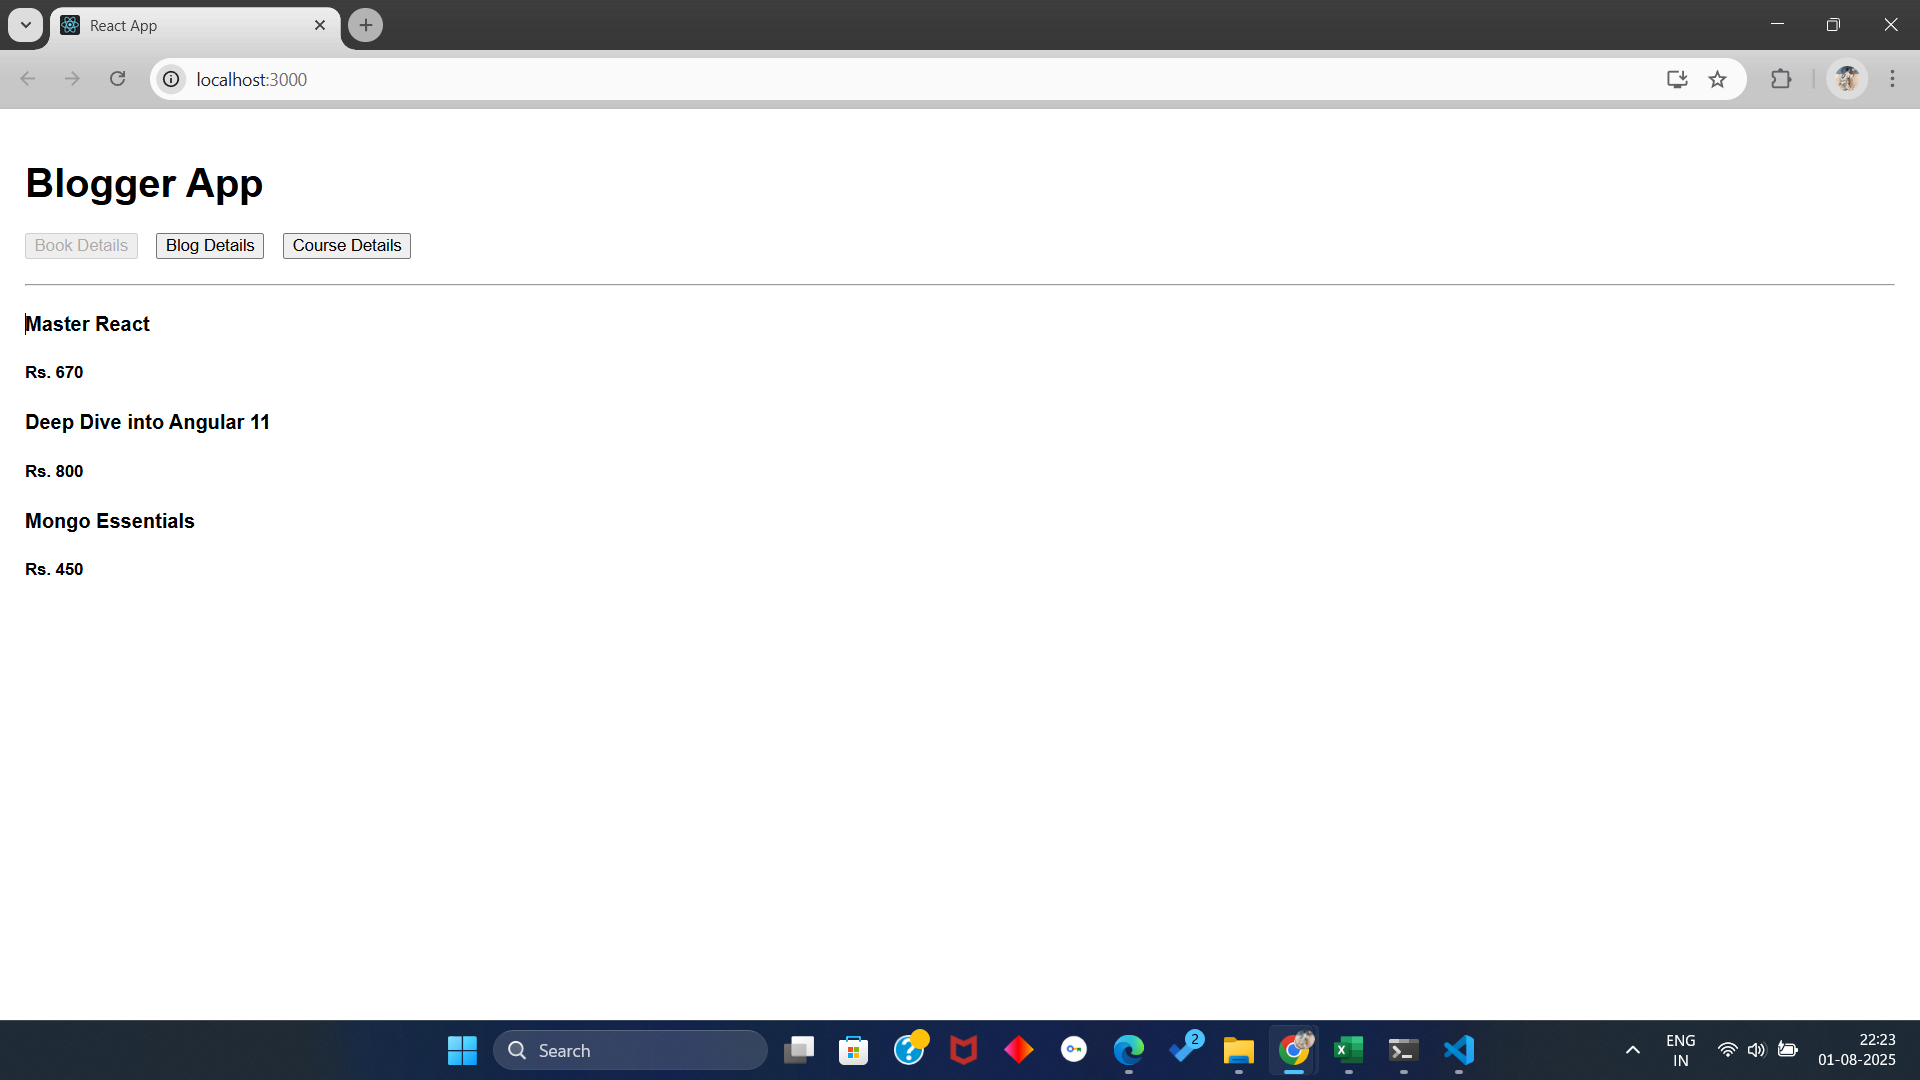 React App
localhost:3000
Blogger App
Book Details Blog Details Course Details
Master React
Rs. 670
Deep Dive into Angular 11
Rs. 800
Mongo Essentials
Rs. 450
Search
2
ENG
IN
22:23
01-08-2025